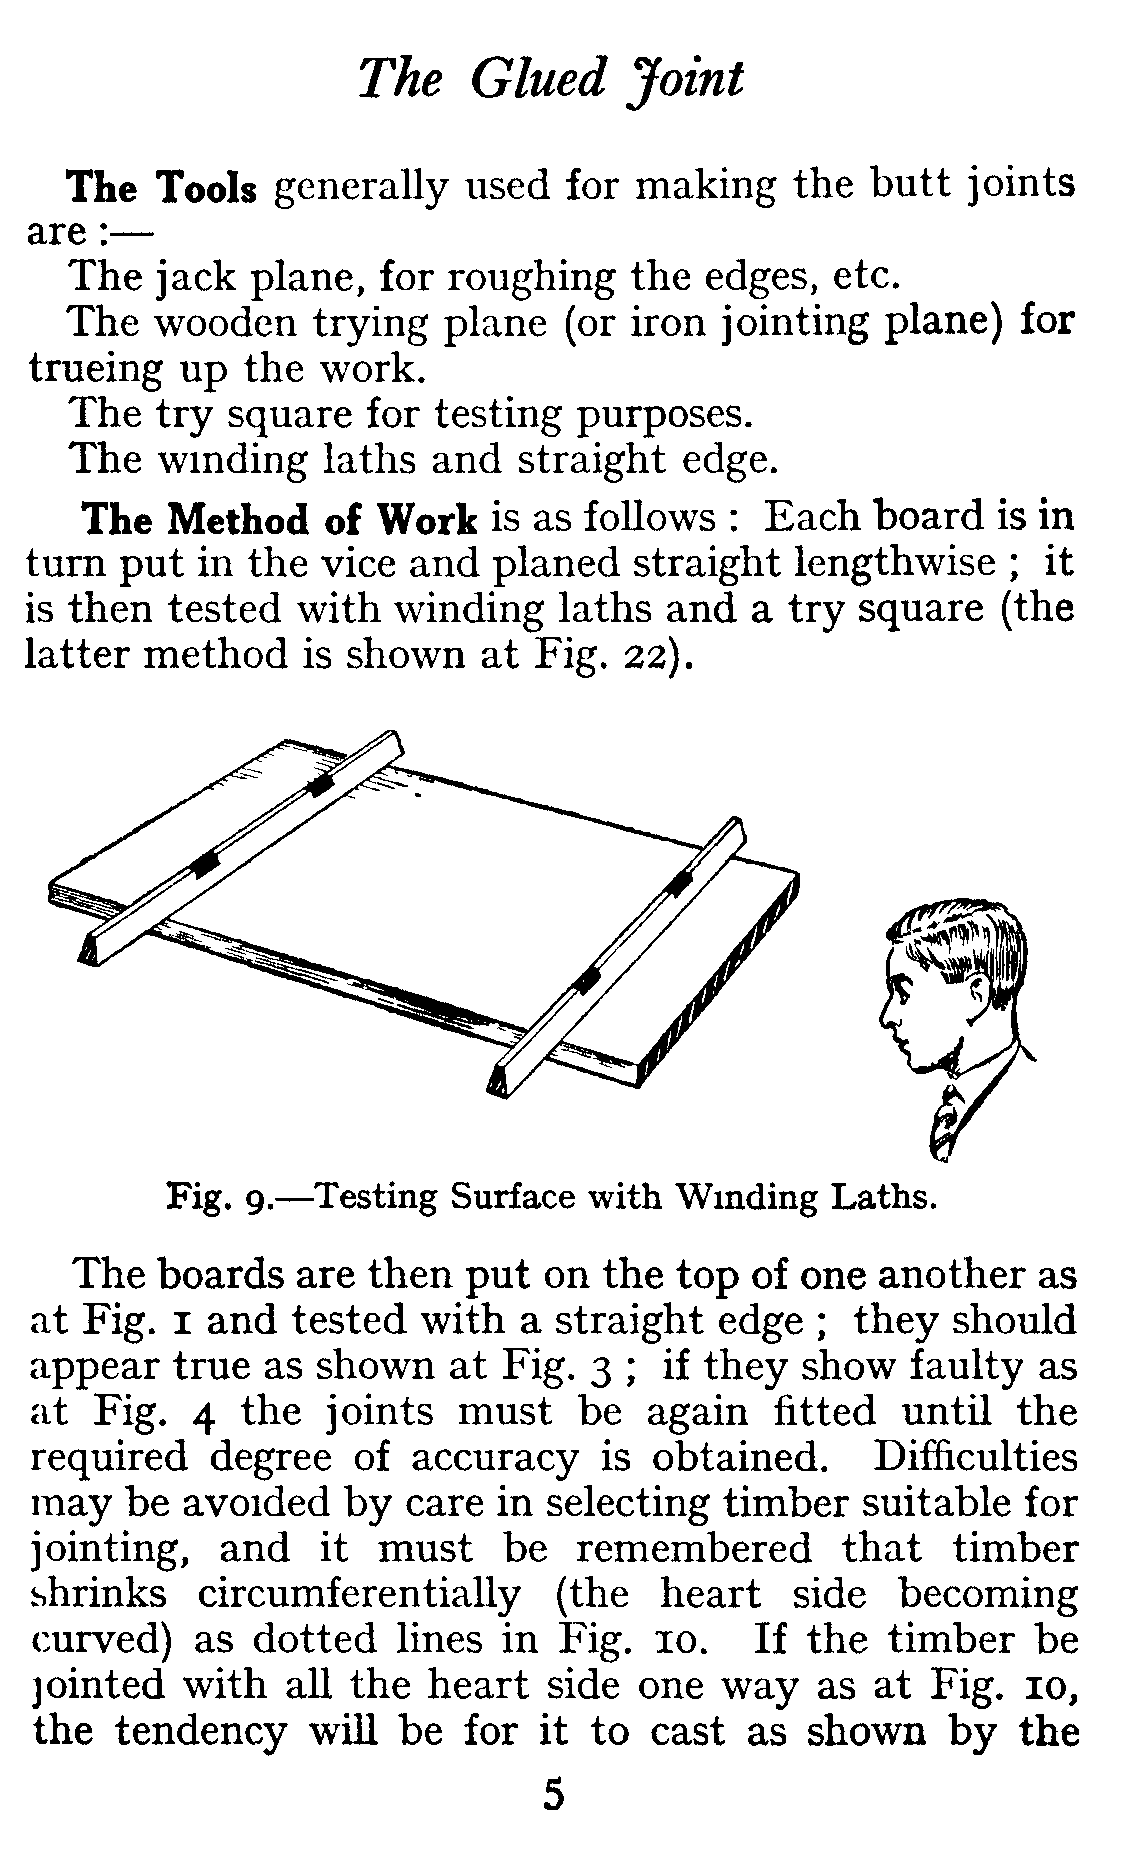 The Glued Joint
The Tools generally used for making the butt joints
are :—
The jack plane, for roughing the edges, etc.
The wooden trying plane (or iron jointing plane) for
trueing up the work.
The try square for testing purposes.
The winding laths and straight edge.
The Method of Work is as follows : Each board is in
turn put in the vice and planed straight lengthwise ; it
is then tested with winding laths and a try square (the
latter method is shown at Fig. 22).
Fig. 9.—Testing Surface with Winding Laths.
The boards are then put on the top of one another as
at Fig. 1 and tested with a straight edge ; they should
appear true as shown at Fig. 3 ; if they show faulty as
at Fig. 4 the joints must be again fitted until the
required degree of accuracy is obtained. Difficulties
may be avoided by care in selecting timber suitable for
jointing, and it must be remembered that timber
shrinks circumferentially (the heart side becoming
curved) as dotted lines in Fig. 10. If the timber be
jointed with all the heart side one way as at Fig. 10,
the tendency will be for it to cast as shown by the
5